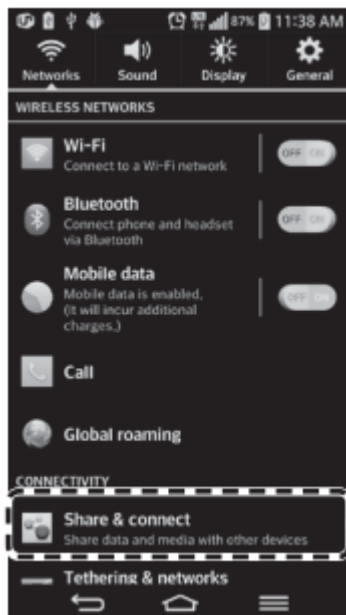 87% 11:38 AM
Networks Sound Display General
WIRELESS NETWORKS
Wi-Fi
Connect to a Wi-Fi network
OFF ON
Bluetooth
Connect phone and headset
via Bluetooth
OFF ON
Mobile data
Mobile data is enabled.
(It will incur additional
charges.)
OFF ON
Call
Global roaming
CONNECTIVITY
Share & connect
Share data and media with other devices
Tethering & networks